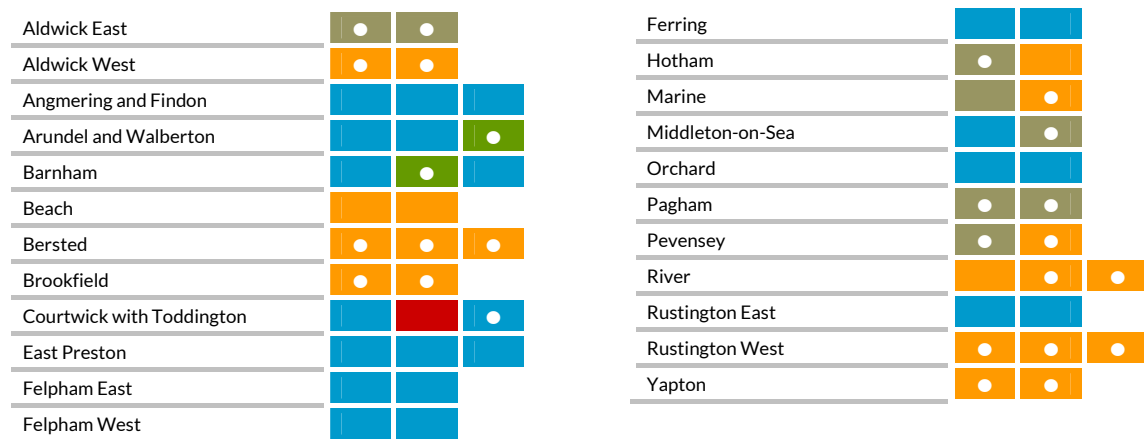 Aldwick East
Aldwick West
Angmering and Findon
Arundel and Walberton
Barnham
Beach
Bersted
Brookfield
Courtwick with Toddington
East Preston
Felpham East
Felpham West
Ferring
Hotham
Marine
Middleton-on-Sea
Orchard
Pagham
Pevensey
River
Rustington East
Rustington West
Yapton